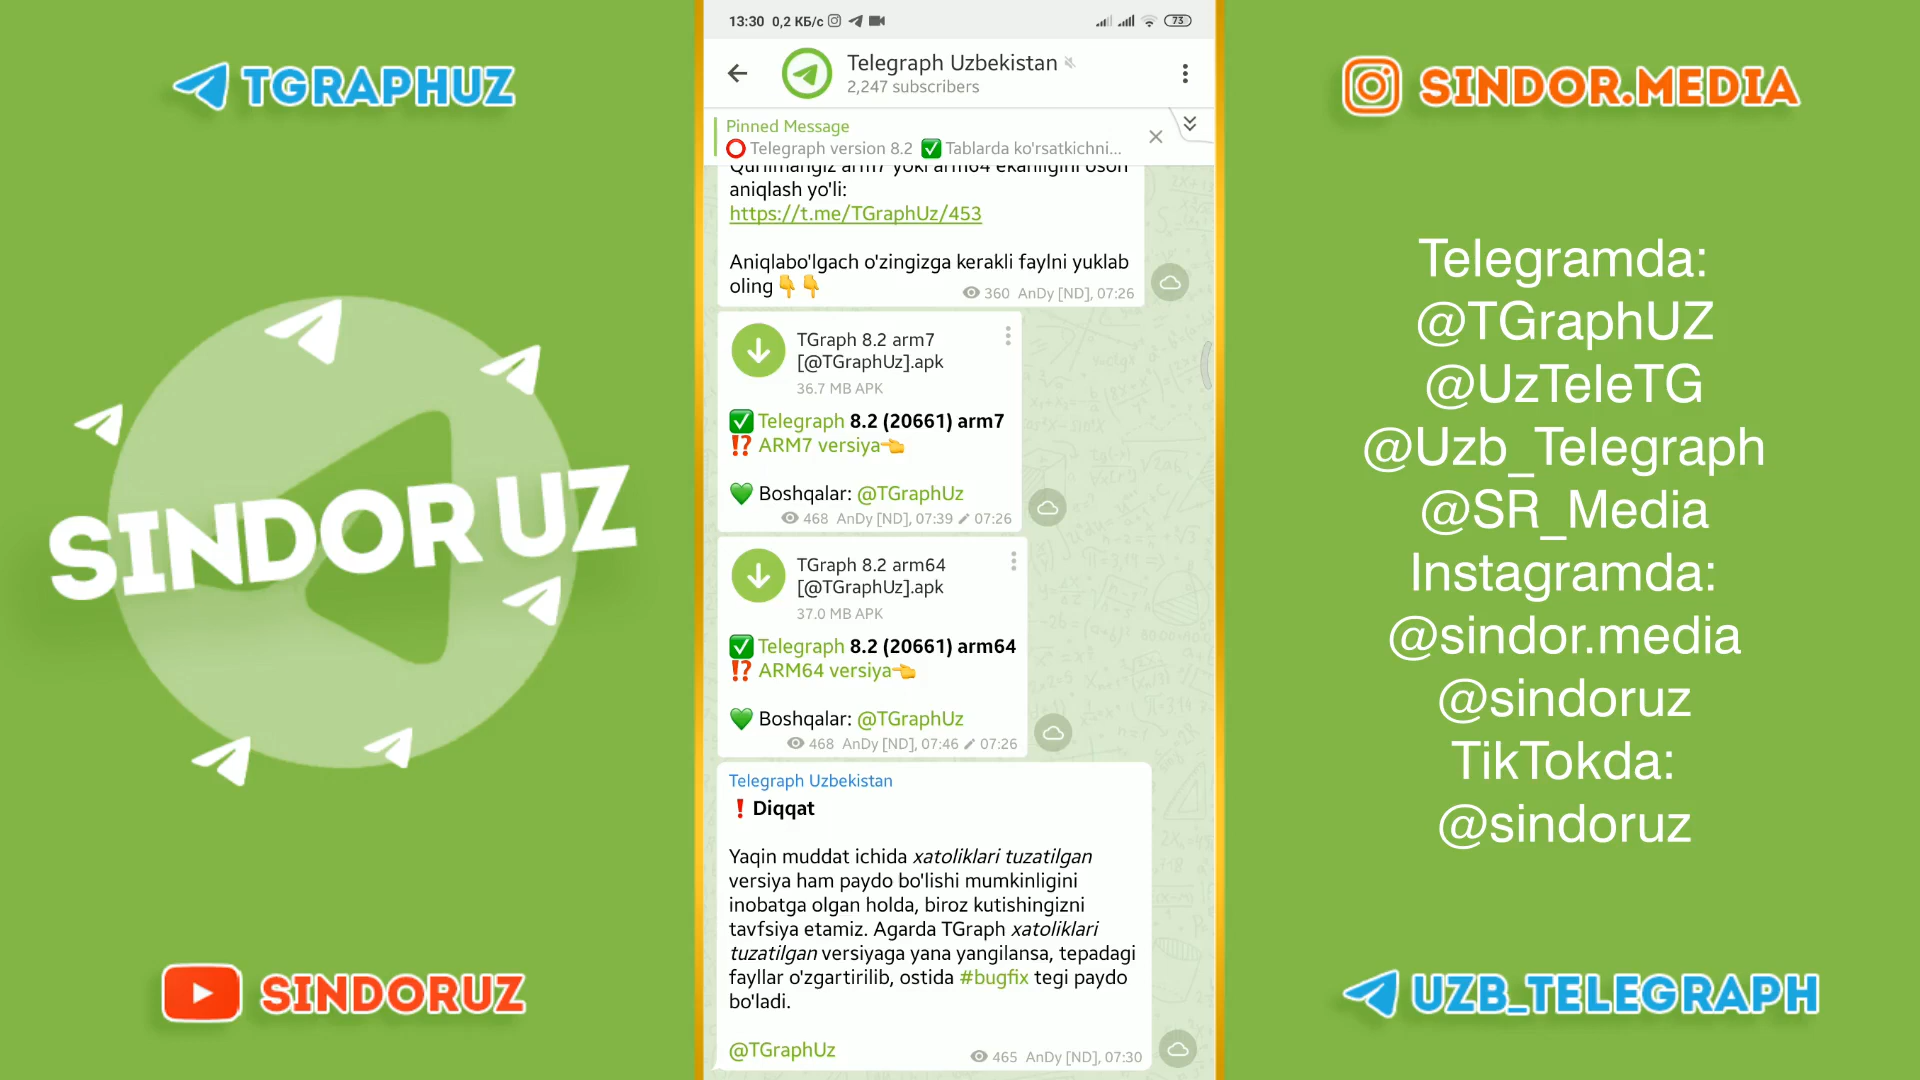 TGRAPHUZ
SINDOR UZ
SINDORUZ
13:30 0,2 КБ/с
73
Telegraph Uzbekistan
2,247 subscribers
Pinned Message
⭕ Telegraph version 8.2 ✅ Tablarda ko'rsatkichni...
Qurilmangiz arm7 yoki arm64 ekanligini oson
aniqlash yo'li:
https://t.me/TGraphUz/453
Aniqlabo'lgach o'zingizga kerakli faylni yuklab
oling👇👇
360 AnDy [ND], 07:26
TGraph 8.2 arm7
[@TGraphUz].apk
36.7 MB APK
✅Telegraph 8.2 (20661) arm7
⁉️ ARM7 versiya👈
💚 Boshqalar: @TGraphUz
468 AnDy [ND], 07:39 07:26
TGraph 8.2 arm64
[@TGraphUz].apk
37.0 MB APK
✅Telegraph 8.2 (20661) arm64
⁉️ ARM64 versiya👈
💚 Boshqalar: @TGraphUz
468 AnDy [ND], 07:46 07:26
Telegraph Uzbekistan
❗Diqqat
Yaqin muddat ichida xatoliklari tuzatilgan
versiya ham paydo bo'lishi mumkinligini
inobatga olgan holda, biroz kutishingizni
tavfsiya etamiz. Agarda TGraph xatoliklari
tuzatilgan versiyaga yana yangilansa, tepadagi
fayllar o'zgartirilib, ostida #bugfix tegi paydo
bo'ladi.
@TGraphUz
465 AnDy [ND], 07:30
SINDOR.MEDIA
Telegramda:
@TGraphUZ
@UzTeleTG
@Uzb_Telegraph
@SR_Media
Instagramda:
@sindor.media
@sindoruz
TikTokda:
@sindoruz
UZB_TELEGRAPH